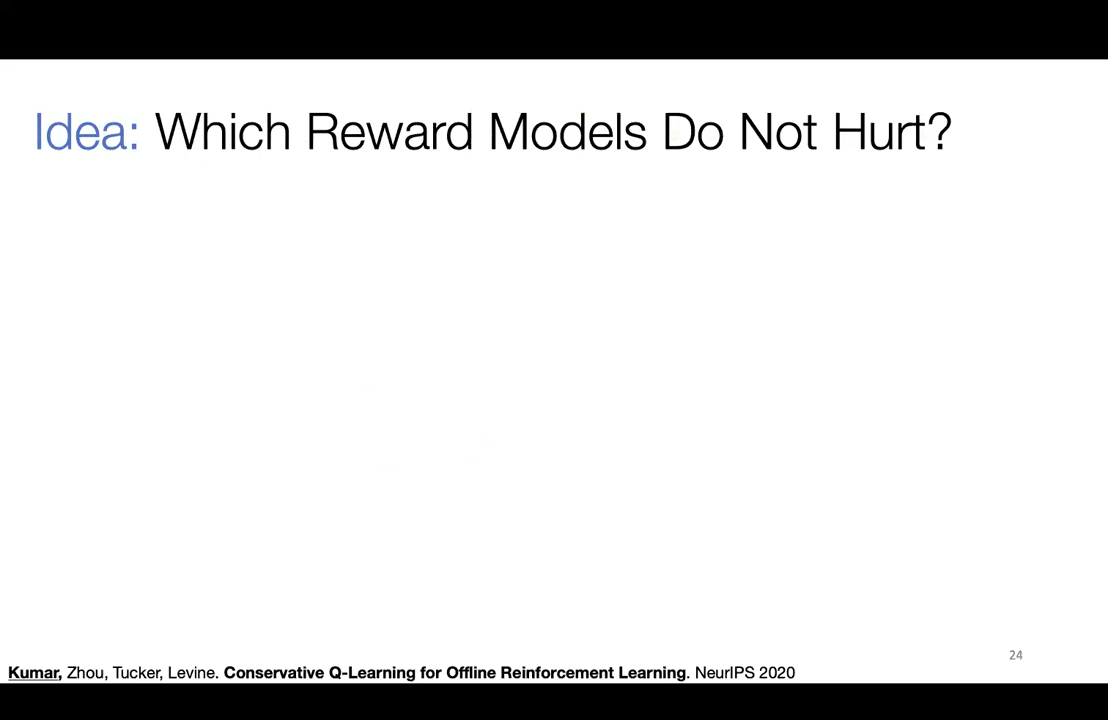 Idea: Which Reward Models Do Not Hurt?
24
Kumar, Zhou, Tucker, Levine. Conservative Q-Learning for Offline Reinforcement Learning. NeurIPS 2020